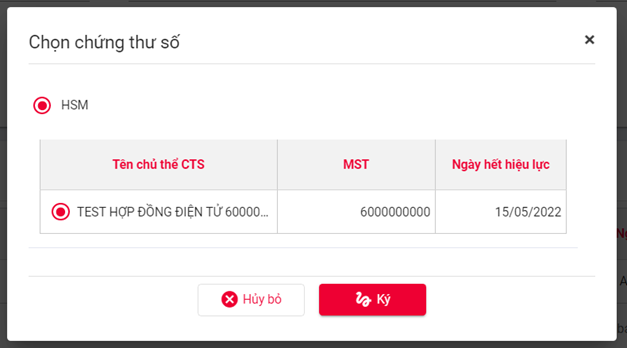 Chọn chứng thư số ×
HSM
Tên chủ thể CTS MST Ngày hết hiệu lực
TEST HỢP ĐỒNG ĐIỆN TỬ 60000... 6000000000 15/05/2022
Hủy bỏ Ký